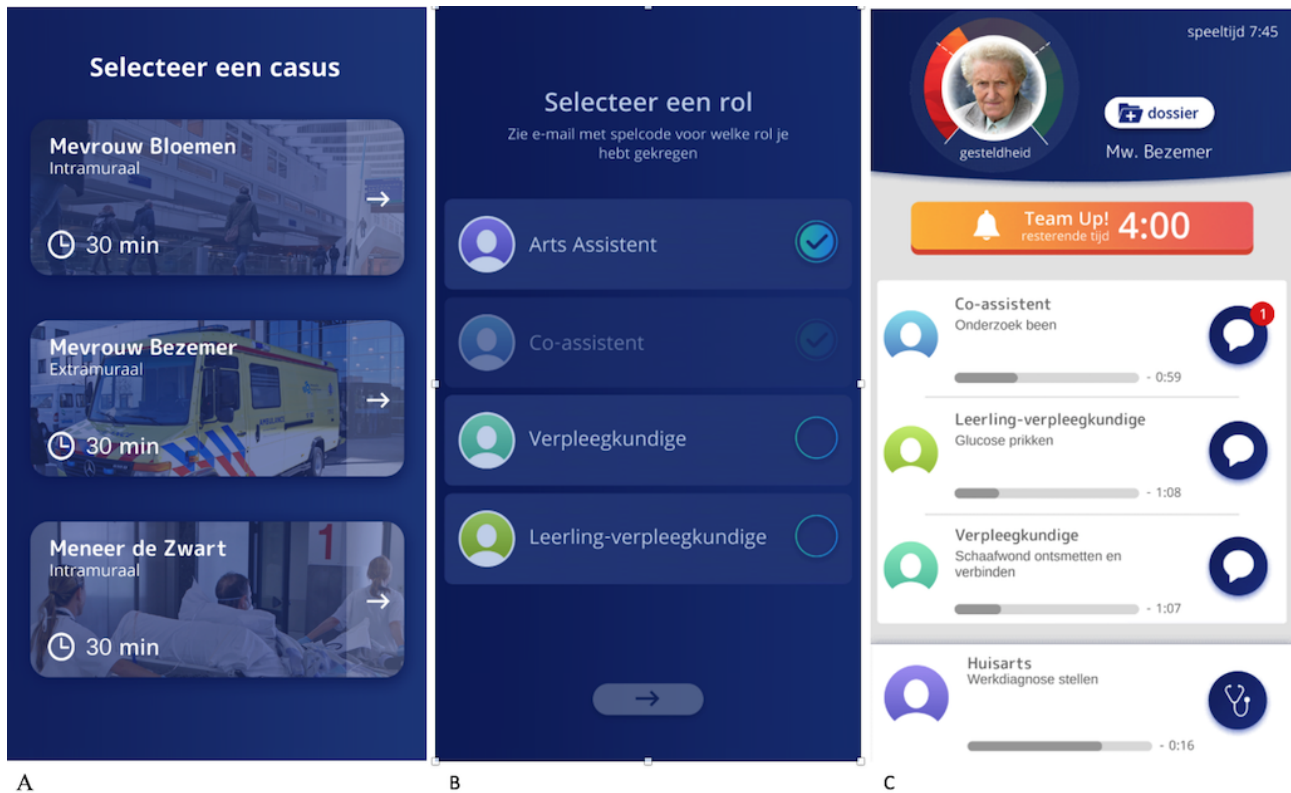 Selecteer een casus
Mevrouw Bloemen
Intramuraal
30 min
Mevrouw Bezemer
Extramuraal
AMBULANCE
30 min
Meneer de Zwart
Intramuraal
1
30 min
A
Selecteer een rol
Zie e-mail met spelcode voor welke rol je
hebt gekregen
Arts Assistent
Co-assistent
Verpleegkundige
Leerling-verpleegkundige
B
speeltijd 7:45
dossier
gesteldheid
Mw. Bezemer
Team Up!
resterende tijd
4:00
Co-assistent
Onderzoek been
1
- 0:59
Leerling-verpleegkundige
Glucose prikken
- 1:08
Verpleegkundige
Schaafwond ontsmetten en
verbinden
- 1:07
Huisarts
Werkdiagnose stellen
- 0:16
C